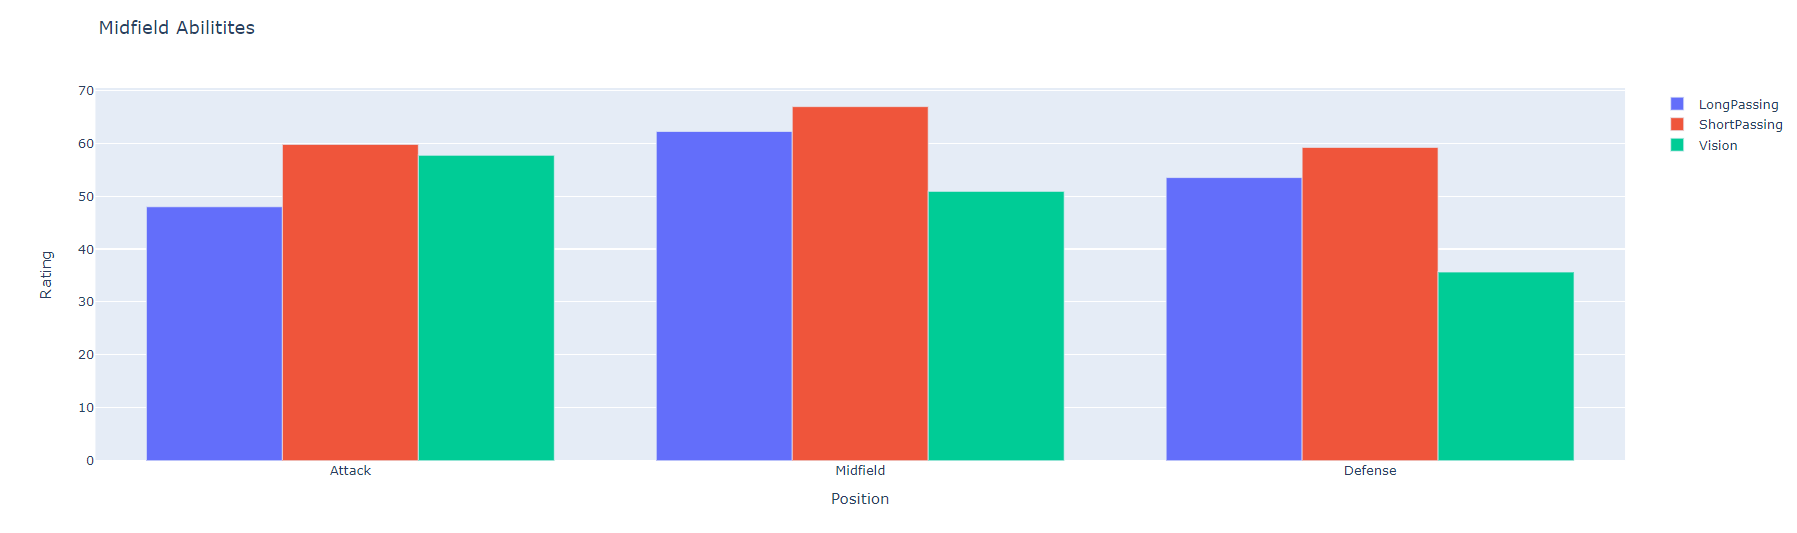 Midfield Abilitites
70
60
50
40
30
20
10
0
Rating
Attack
Midfield
Defense
Position
LongPassing
ShortPassing
Vision